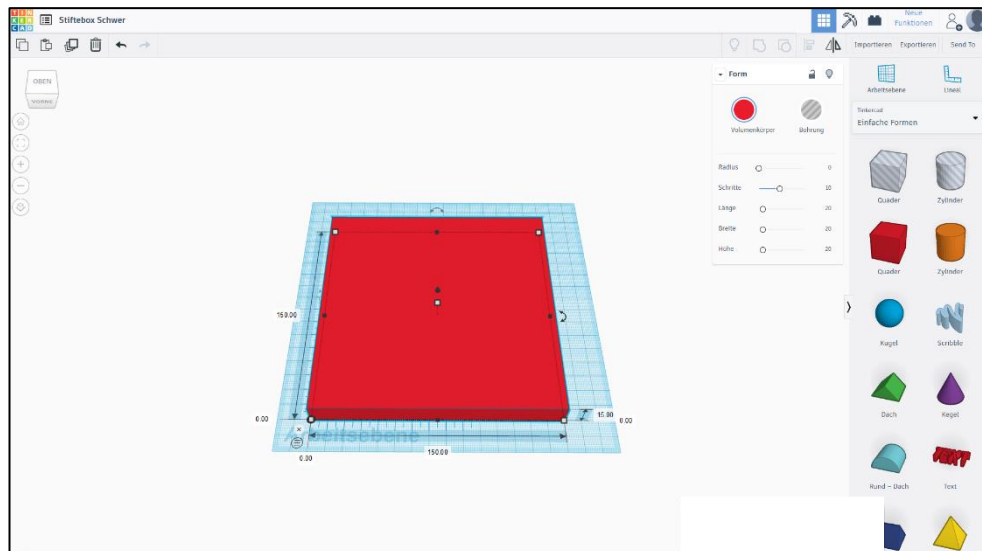 TIN
KER
CAD
Stiftebox Schwer
Neue
Funktionen
Importieren Exportieren Send To
OBEN
VORNE
Form
Volumenkörper Bohrung
Radius 0
Schritte 10
Länge 20
Breite 20
Höhe 20
Arbeitsebene Lineal
Tinkercad
Einfache Formen
Quader Zylinder
Quader Zylinder
Kugel Scribble
Dach Kegel
Rund – Dach Text
TEXT
150.00
0.00
15.00
0.00
Arbeitsebene
150.00
0.00